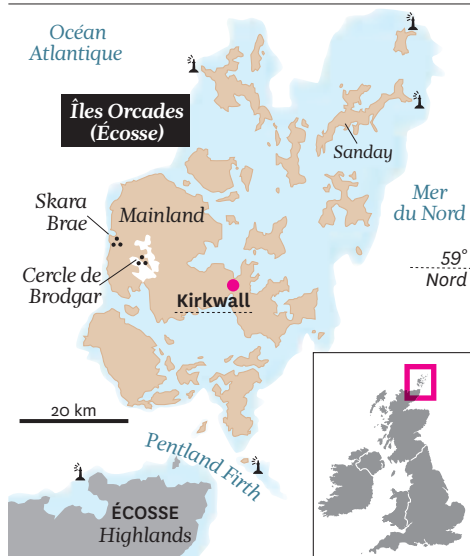 Océan
Atlantique
Îles Orcades
(Écosse)
Sanday
Skara
Brae
Mainland
Mer
du Nord
Cercle de
Brodgar
59°
Nord
Kirkwall
20 km
Pentland Firth
ÉCOSSE
Highlands